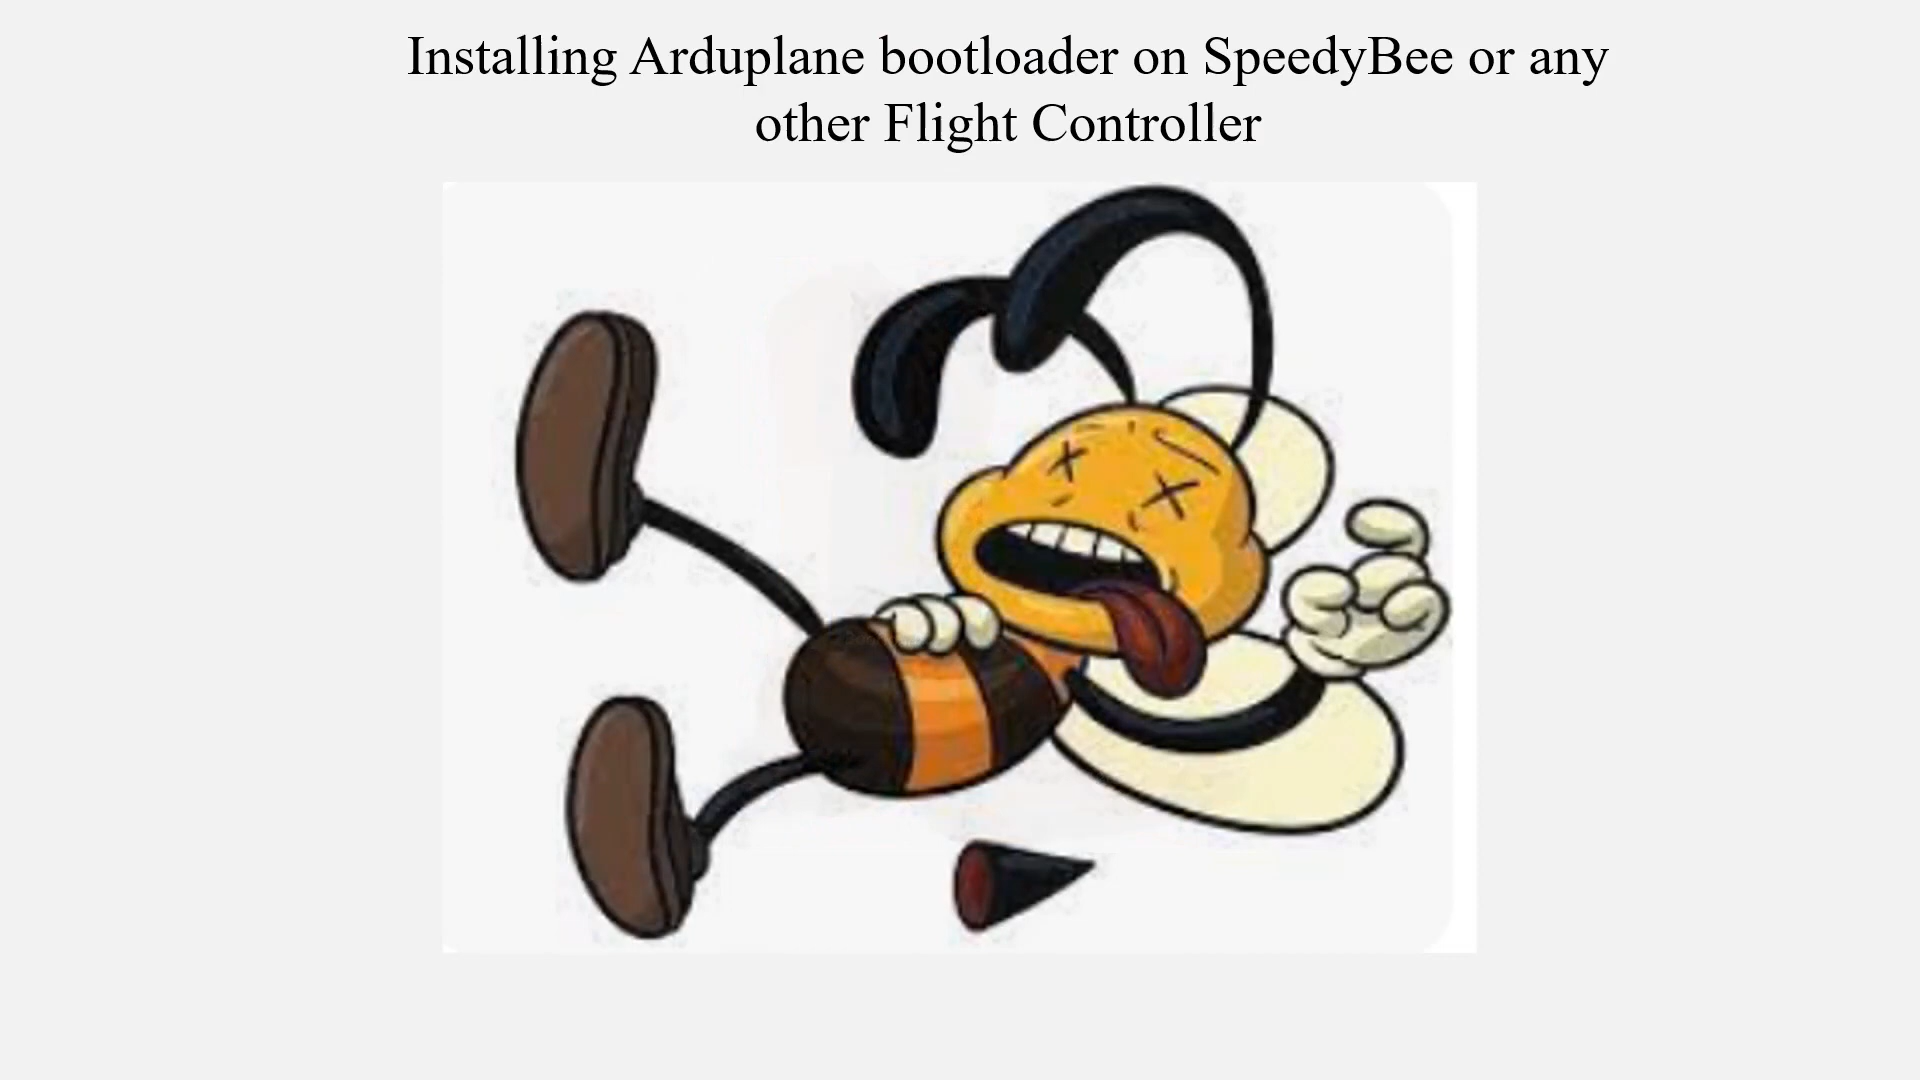 Installing Arduplane bootloader on SpeedyBee or any
other Flight Controller